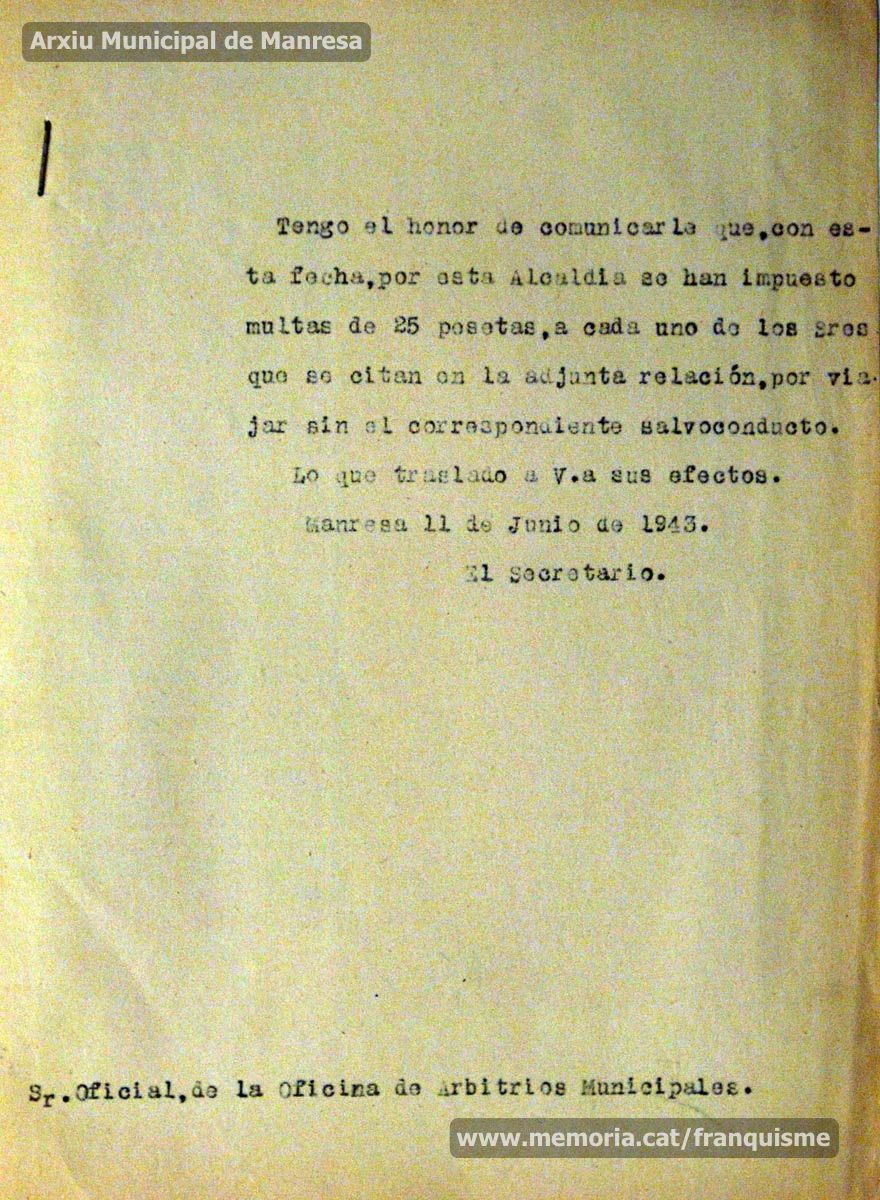 Arxiu Municipal de Manresa
Tengo el honor de comunicarle que,con es-
ta fecha,por esta Alcaldia se han impuesto
multas de 25 pesetas,a cada uno de los sres
que se citan en la adjunta relación,por via-
jar sin el correspondiente salvoconducto.
Lo que traslado a V.a sus efectos.
Manresa 11 de Junio de 1943.
El Secretario.
Sr.Oficial,de la Oficina de Arbitrios Municipales.
www.memoria.cat/franquisme